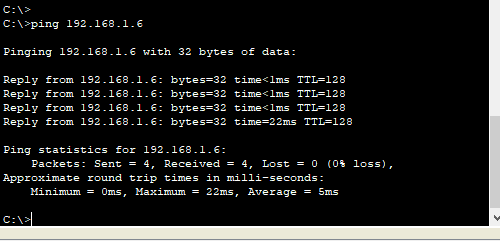 C:\>
C:\>ping 192.168.1.6
Pinging 192.168.1.6 with 32 bytes of data:
Reply from 192.168.1.6: bytes=32 time<1ms TTL=128
Reply from 192.168.1.6: bytes=32 time<1ms TTL=128
Reply from 192.168.1.6: bytes=32 time<1ms TTL=128
Reply from 192.168.1.6: bytes=32 time=22ms TTL=128
Ping statistics for 192.168.1.6:
Packets: Sent = 4, Received = 4, Lost = 0 (0% loss),
Approximate round trip times in milli-seconds:
Minimum = 0ms, Maximum = 22ms, Average = 5ms
C:\>